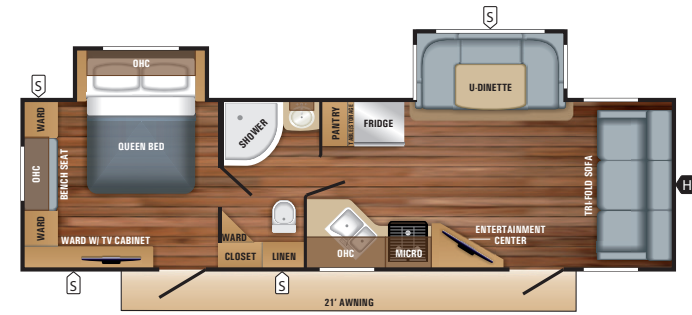 S
OHC
S
U-DINETTE
WARD
QUEEN BED
SHOWER
PANTRY
FRIDGE
OHC
BENCH SEAT
TRI-FOLD SOFA
H
WARD
WARD W/ TV CABINET
WARD
CLOSET
LINEN
OHC
MICRO
ENTERTAINMENT
CENTER
S
S
21' AWNING